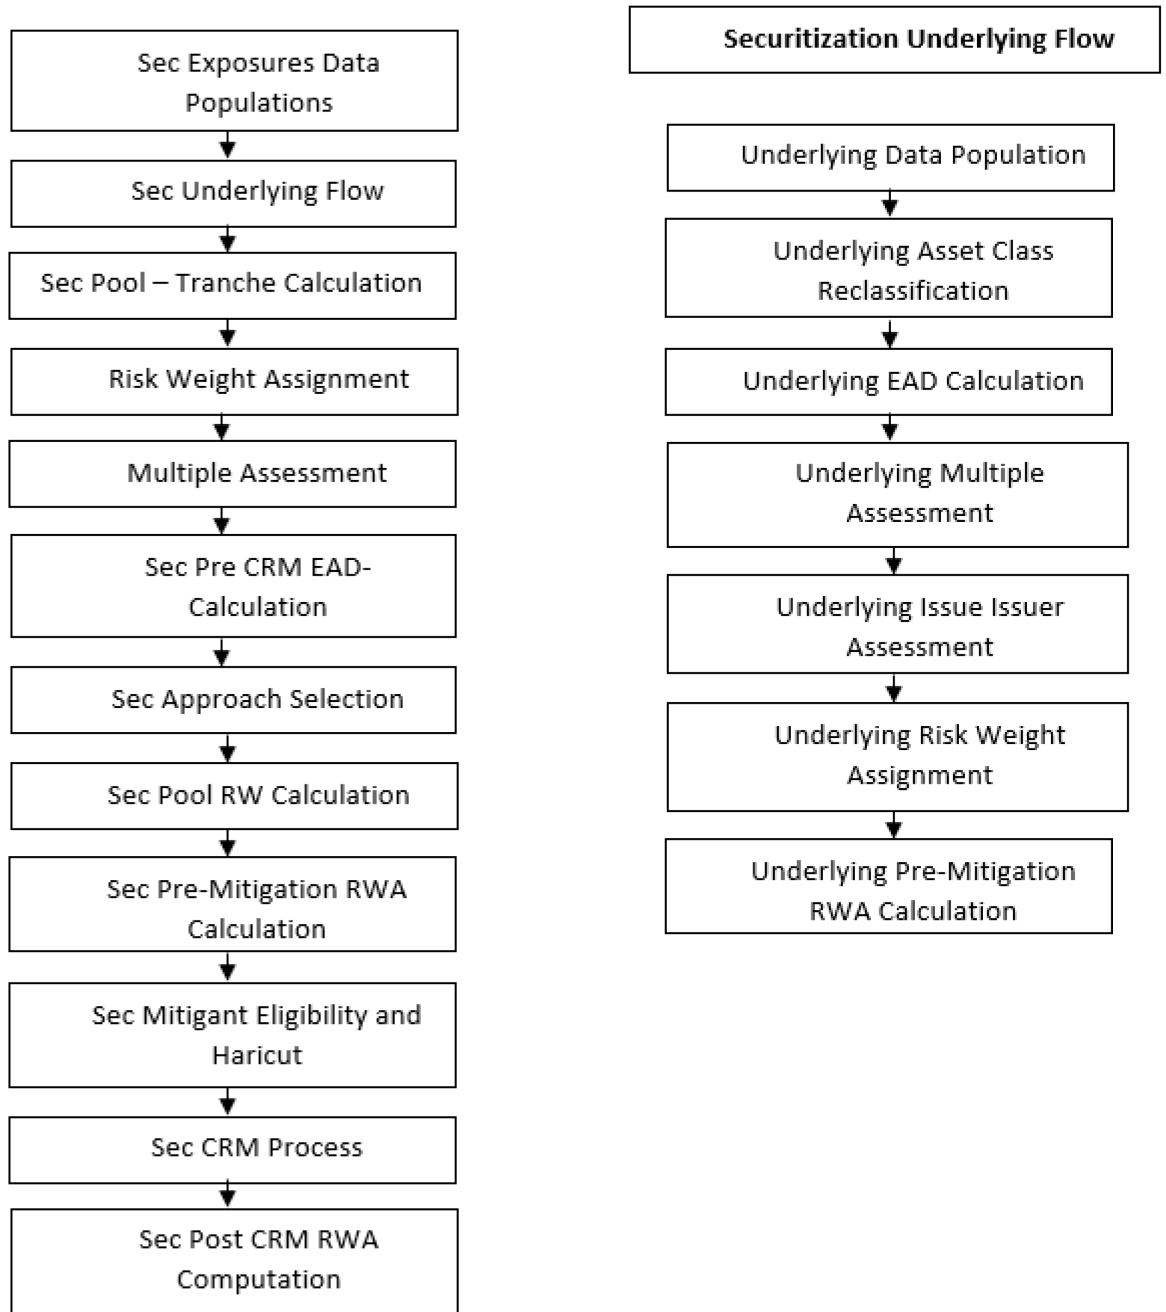 Sec Exposures Data
Populations
Sec Underlying Flow
Sec Pool – Tranche Calculation
Risk Weight Assignment
Multiple Assessment
Sec Pre CRM EAD-
Calculation
Sec Approach Selection
Sec Pool RW Calculation
Sec Pre-Mitigation RWA
Calculation
Sec Mitigant Eligibility and
Haricut
Sec CRM Process
Sec Post CRM RWA
Computation
Securitization Underlying Flow
Underlying Data Population
Underlying Asset Class
Reclassification
Underlying EAD Calculation
Underlying Multiple
Assessment
Underlying Issue Issuer
Assessment
Underlying Risk Weight
Assignment
Underlying Pre-Mitigation
RWA Calculation